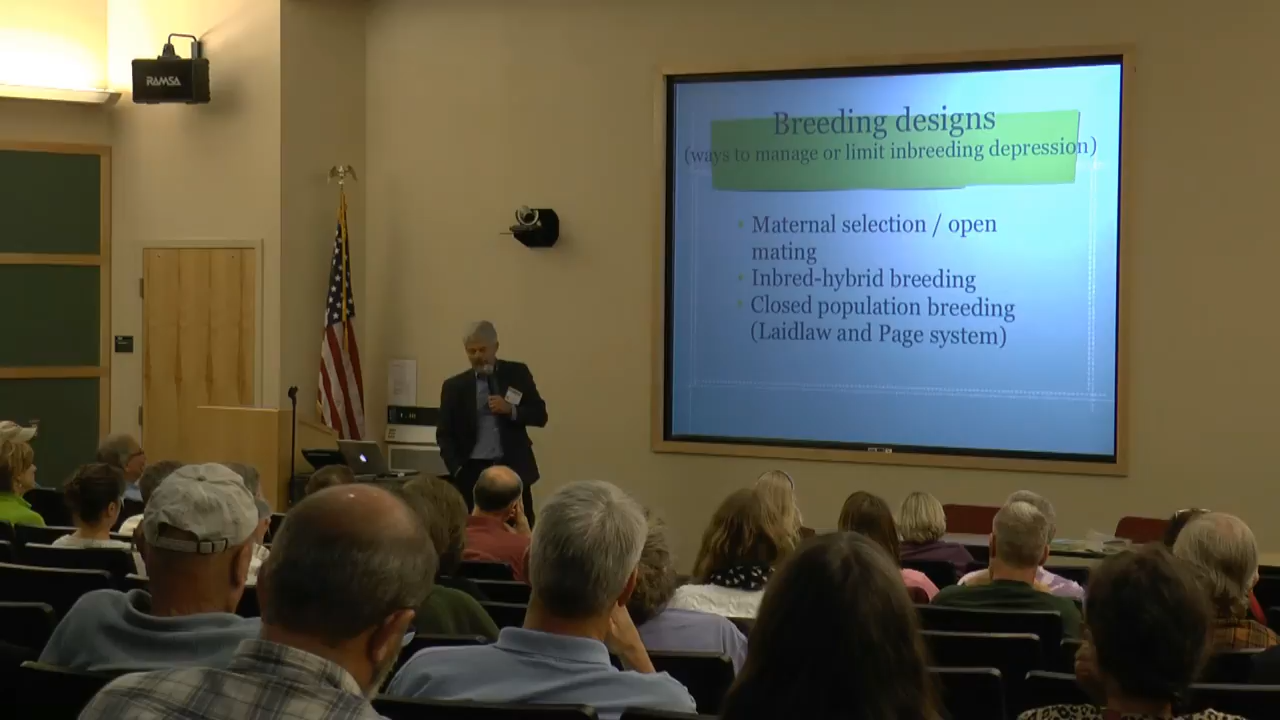 RAMSA
Breeding designs
(ways to manage or limit inbreeding depression)
Maternal selection / open
mating
Inbred-hybrid breeding
Closed population breeding
(Laidlaw and Page system)